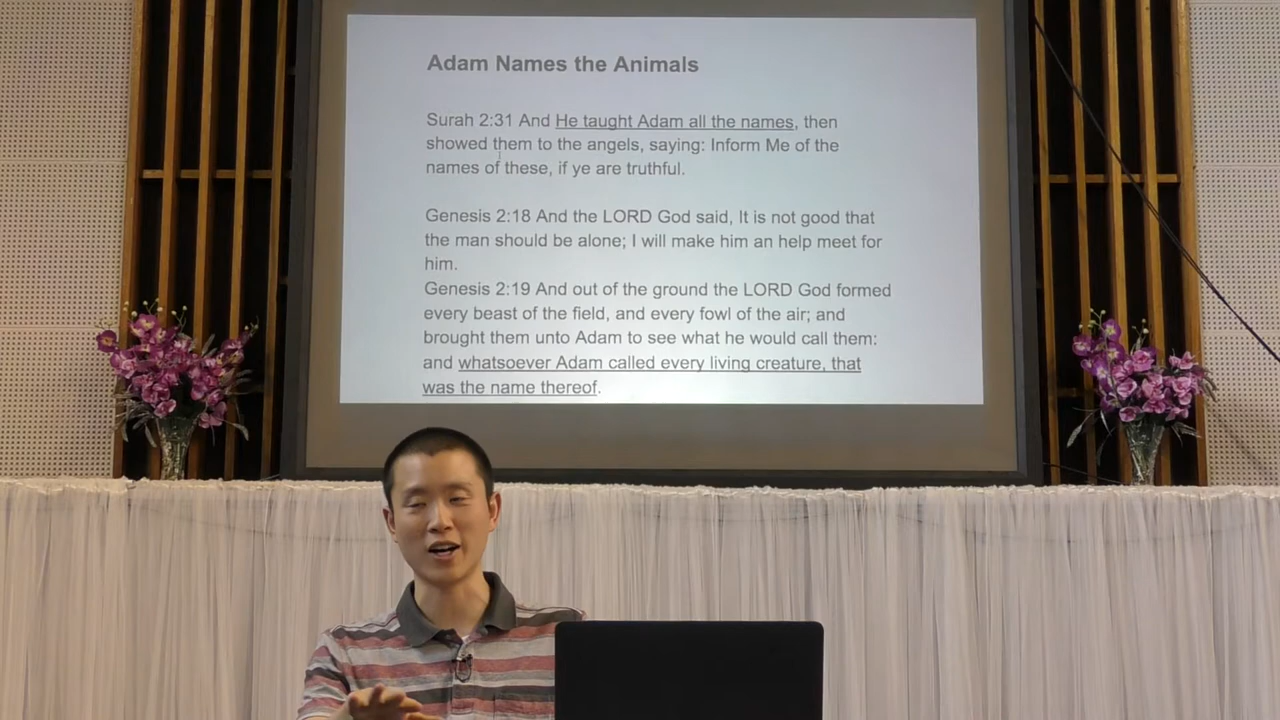 Adam Names the Animals
Surah 2:31 And He taught Adam all the names, then
showed them to the angels, saying: Inform Me of the
names of these, if ye are truthful.
Genesis 2:18 And the LORD God said, It is not good that
the man should be alone; I will make him an help meet for
him.
Genesis 2:19 And out of the ground the LORD God formed
every beast of the field, and every fowl of the air; and
brought them unto Adam to see what he would call them:
and whatsoever Adam called every living creature, that
was the name thereof.